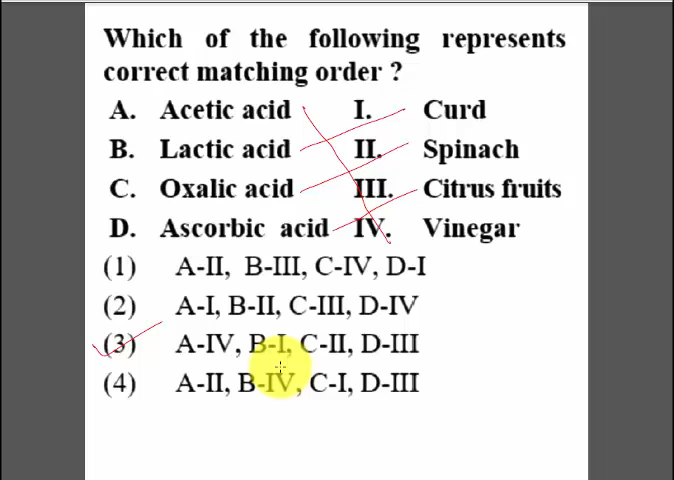 Which of the following represents
correct matching order ?
A. Acetic acid I. Curd
B. Lactic acid II. Spinach
C. Oxalic acid III. Citrus fruits
D. Ascorbic acid IV. Vinegar
(1) A-II, B-III, C-IV, D-I
(2) A-I, B-II, C-III, D-IV
(3) A-IV, B-I, C-II, D-III
(4) A-II, B-IV, C-I, D-III